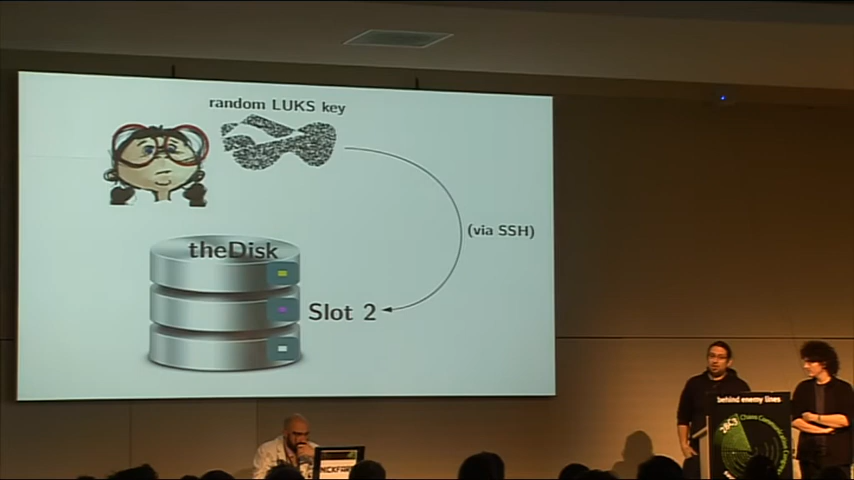 random LUKS key
(via SSH)
theDisk
Slot 2
behind enemy lines